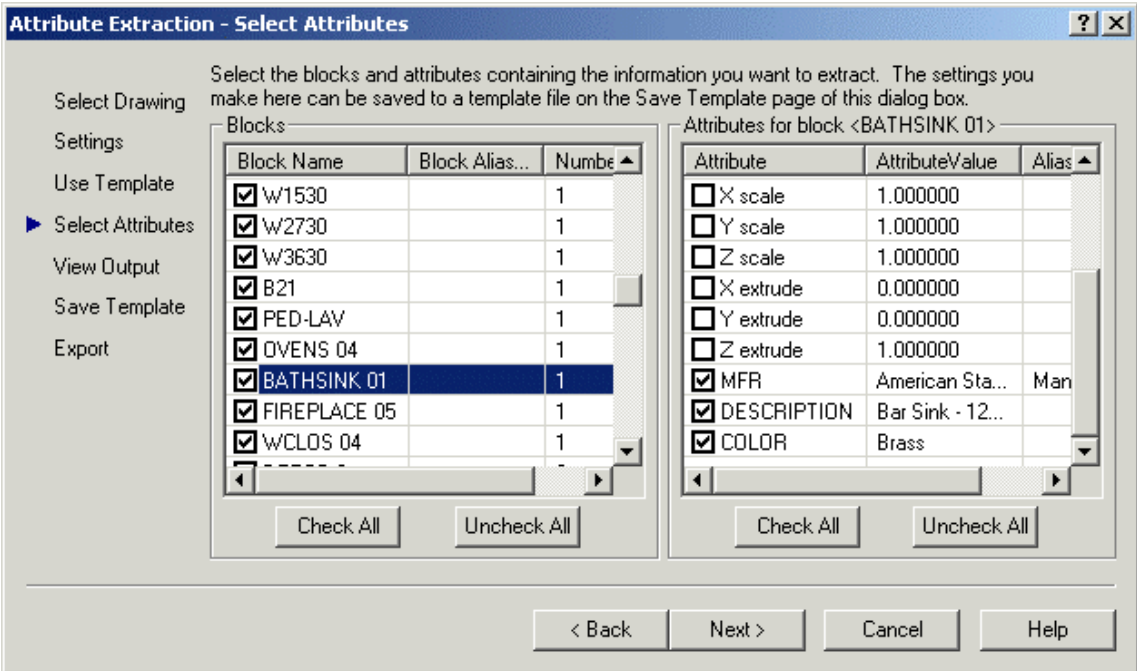 Attribute Extraction - Select Attributes
Select the blocks and attributes containing the information you want to extract. The settings you
make here can be saved to a template file on the Save Template page of this dialog box.
Select Drawing
Settings
Use Template
Select Attributes
View Output
Save Template
Export
Blocks
Block Name Block Alias... Numbe
W1530 1
W2730 1
W3630 1
B21 1
PED-LAV 1
OVENS 04 1
BATHSINK 01 1
FIREPLACE 05 1
WCLOS 04 1
Check All Uncheck All
Attributes for block <BATHSINK 01>
Attribute AttributeValue Alias
X scale 1.000000
Y scale 1.000000
Z scale 1.000000
X extrude 0.000000
Y extrude 0.000000
Z extrude 1.000000
MFR American Sta... Man
DESCRIPTION Bar Sink - 12...
COLOR Brass
Check All Uncheck All
< Back Next > Cancel Help